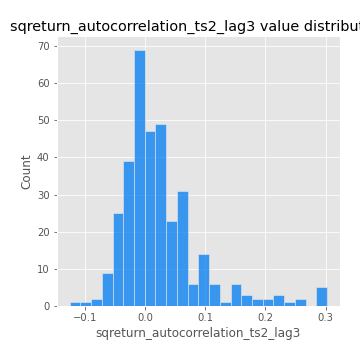 sqreturn_autocorrelation_ts2_lag3 value distribut
70
60
50
40
30
20
10
0
Count
−0.1 0.0 0.1 0.2 0.3
sqreturn_autocorrelation_ts2_lag3